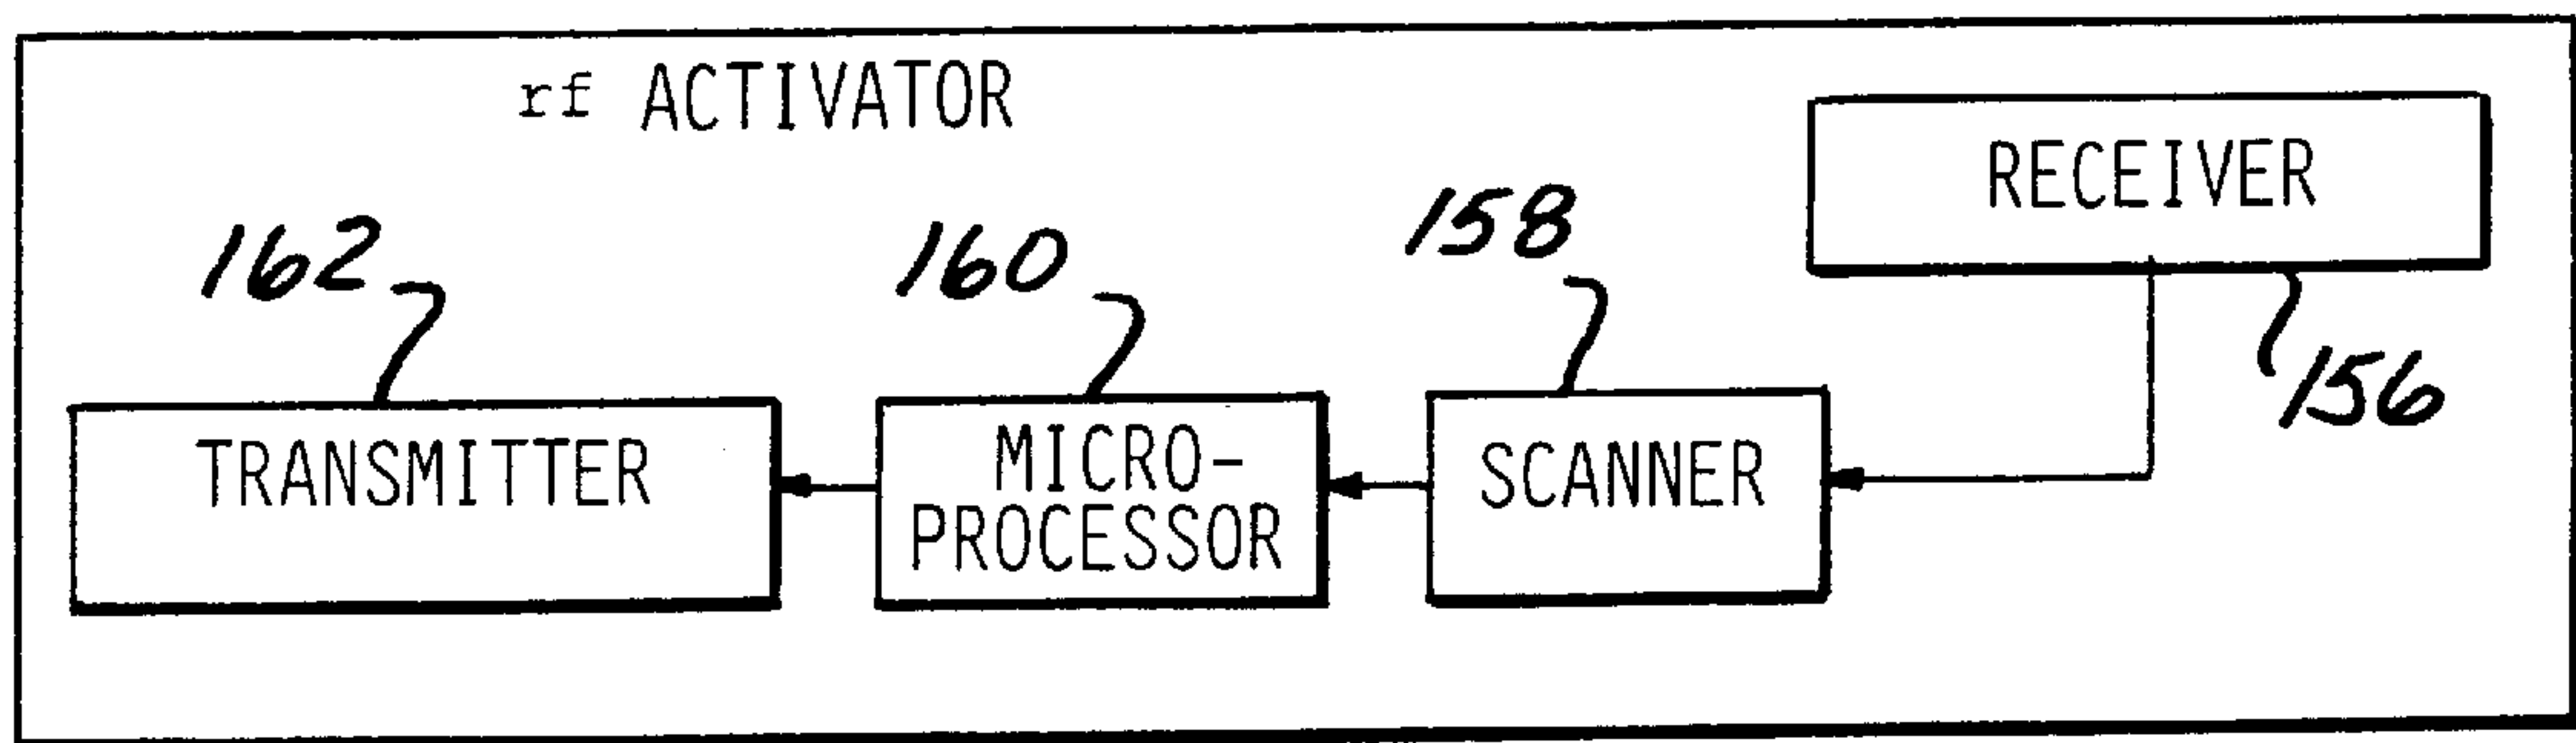 rf ACTIVATOR
RECEIVER
156
158
160
162
TRANSMITTER
MICRO-
PROCESSOR
SCANNER